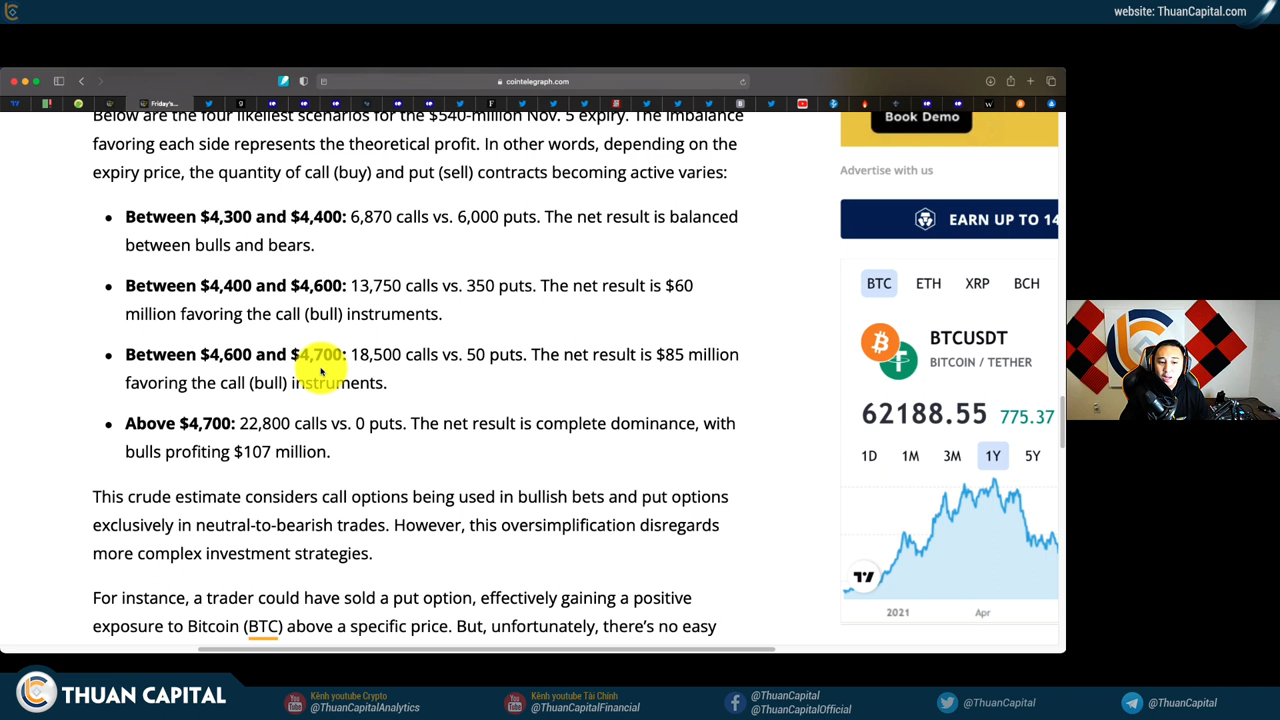 website: ThuanCapital.com
cointelegraph.com
Friday's...
Below are the four likeliest scenarios for the $540-million Nov. 5 expiry. The imbalance
favoring each side represents the theoretical profit. In other words, depending on the
expiry price, the quantity of call (buy) and put (sell) contracts becoming active varies:
• Between $4,300 and $4,400: 6,870 calls vs. 6,000 puts. The net result is balanced
between bulls and bears.
• Between $4,400 and $4,600: 13,750 calls vs. 350 puts. The net result is $60
million favoring the call (bull) instruments.
• Between $4,600 and $4,700: 18,500 calls vs. 50 puts. The net result is $85 million
favoring the call (bull) instruments.
• Above $4,700: 22,800 calls vs. 0 puts. The net result is complete dominance, with
bulls profiting $107 million.
This crude estimate considers call options being used in bullish bets and put options
exclusively in neutral-to-bearish trades. However, this oversimplification disregards
more complex investment strategies.
For instance, a trader could have sold a put option, effectively gaining a positive
exposure to Bitcoin (BTC) above a specific price. But, unfortunately, there's no easy
Book Demo
Advertise with us
EARN UP TO 14
BTC ETH XRP BCH
BTCUSDT
BITCOIN / TETHER
62188.55 775.37
1D 1M 3M 1Y 5Y
2021 Apr
THUAN CAPITAL
Kênh youtube Crypto
@ThuanCapitalAnalytics
Kênh youtube Tài Chính
@ThuanCapitalFinancial
@ThuanCapital
@ThuanCapitalOfficial
@ThuanCapital
@ThuanCapital